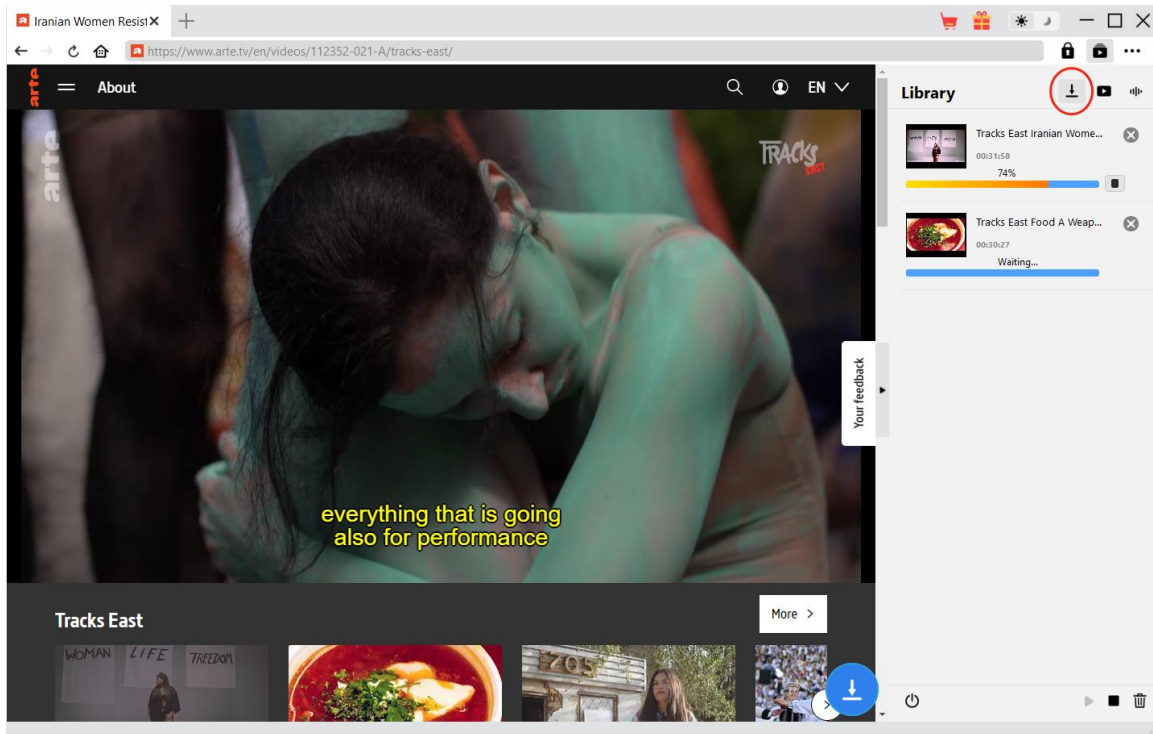 Iranian Women Resist
https://www.arte.tv/en/videos/112352-021-A/tracks-east/
arte
About
EN
Library
arte
TRACKS
EAST
Tracks East Iranian Wome...
00:31:58
74%
Tracks East Food A Weap...
00:30:27
Waiting...
Your feedback
everything that is going
also for performance
Tracks East
More
WOMAN LIFE FREEDOM
ZOS